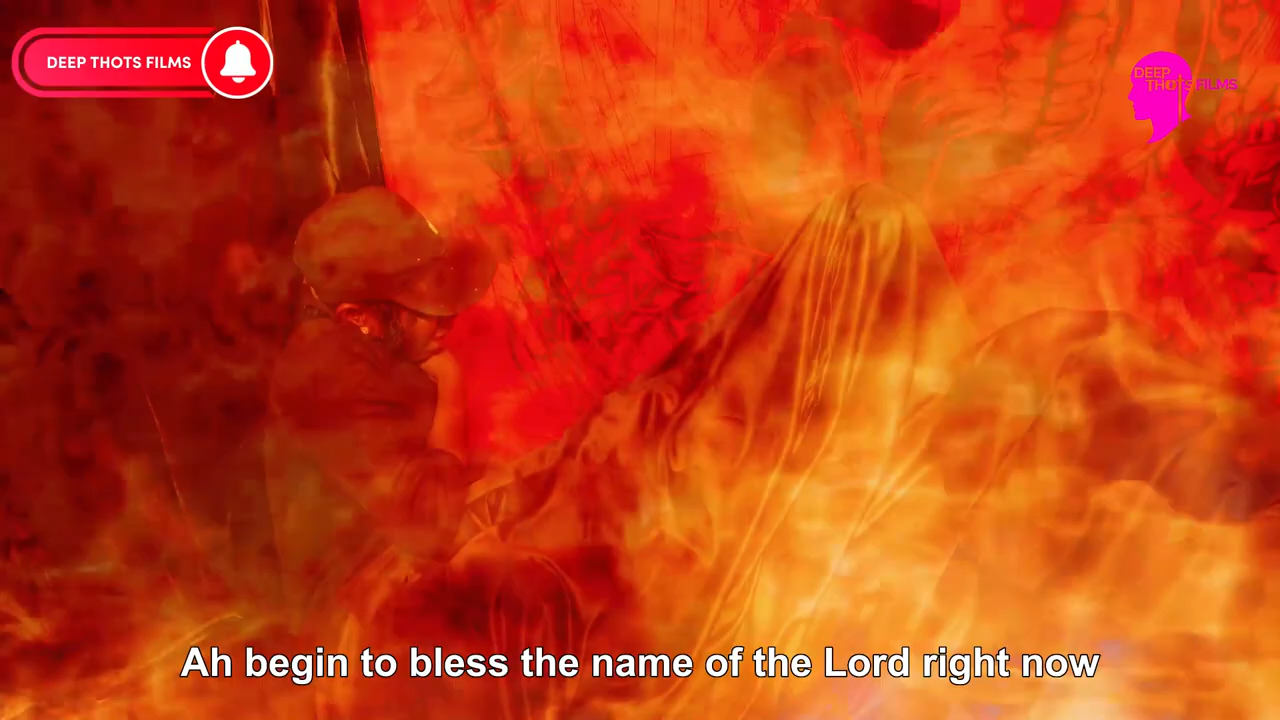 DEEP THOTS FILMS
DEEP
THOTS FILMS
Ah begin to bless the name of the Lord right now